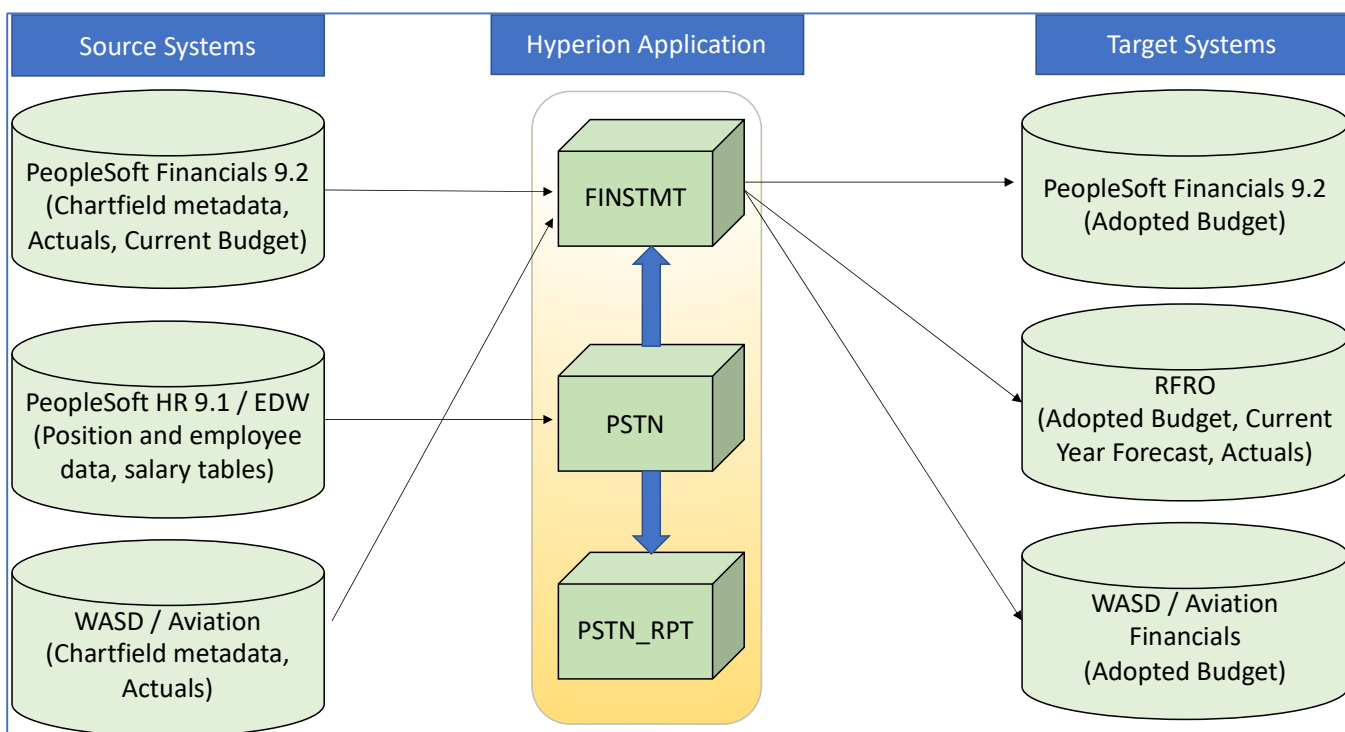 Source Systems
Hyperion Application
Target Systems
PeopleSoft Financials 9.2
(Chartfield metadata,
Actuals, Current Budget)
FINSTMT
PeopleSoft Financials 9.2
(Adopted Budget)
PeopleSoft HR 9.1 / EDW
(Position and employee
data, salary tables)
PSTN
RFRO
(Adopted Budget, Current
Year Forecast, Actuals)
WASD / Aviation
(Chartfield metadata,
Actuals)
PSTN_RPT
WASD / Aviation
Financials
(Adopted Budget)